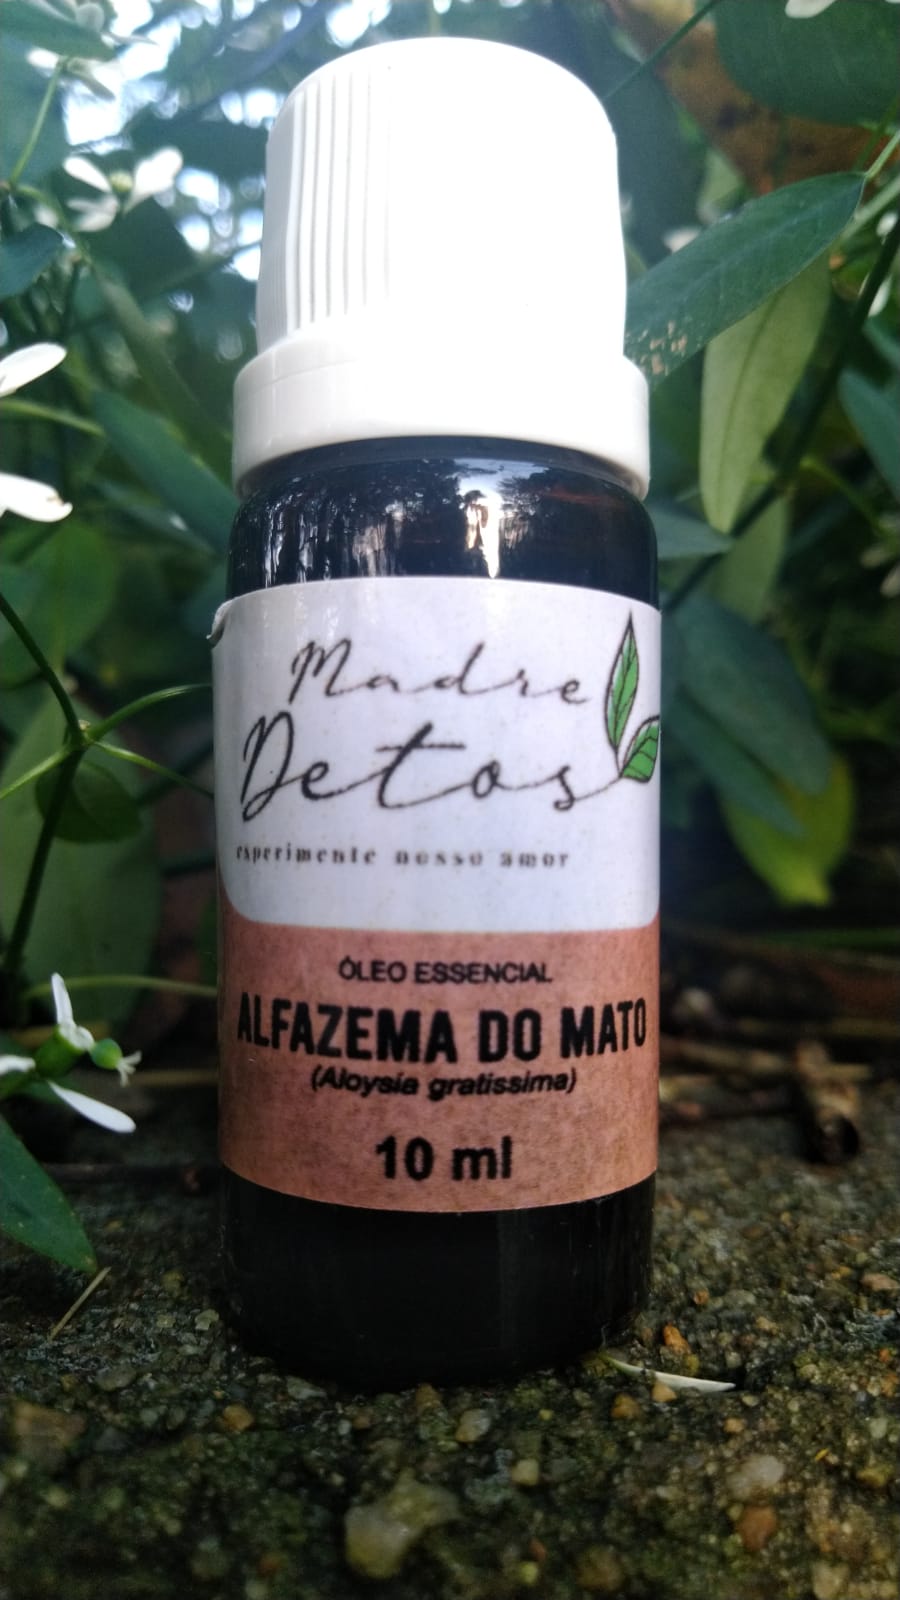 Madre
Detos
experimente nosso amor
ÓLEO ESSENCIAL
ALFAZEMA DO MATO
(Aloysia gratissima)
10 ml